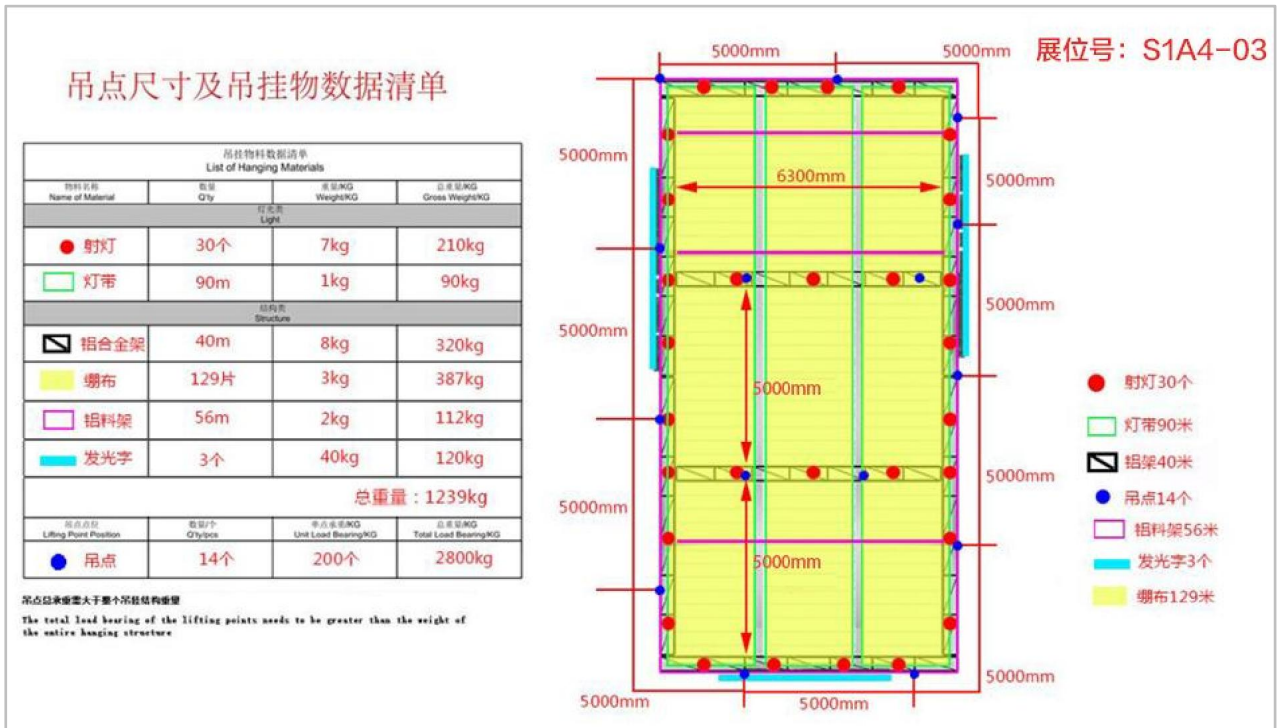 展位号：S1A4-03
吊点尺寸及吊挂物数据清单
吊挂物料数据清单
List of Hanging Materials
物料名称 数量 重量/KG 总重量/KG
Name of Material Q'ty Weight/KG Gross Weight/KG
灯光类
Light
射灯 30个 7kg 210kg
灯带 90m 1kg 90kg
结构类
Structure
铝合金架 40m 8kg 320kg
绷布 129片 3kg 387kg
铝料架 56m 2kg 112kg
发光字 3个 40kg 120kg
总重量：1239kg
吊点点位 数量/个 单点承重/KG 总重量/KG
Lifting Point Position Q'ty/pcs Unit Load Bearing/KG Total Load Bearing/KG
吊点 14个 200个 2800kg
吊点总承重需大于整个吊挂结构重量
The total load bearing of the lifting points needs to be greater than the weight of
the entire hanging structure
5000mm
5000mm
5000mm
5000mm
6300mm
5000mm
5000mm
5000mm
5000mm
5000mm
5000mm
5000mm
5000mm
5000mm
5000mm
射灯30个
灯带90米
铝架40米
吊点14个
铝料架56米
发光字3个
绷布129米